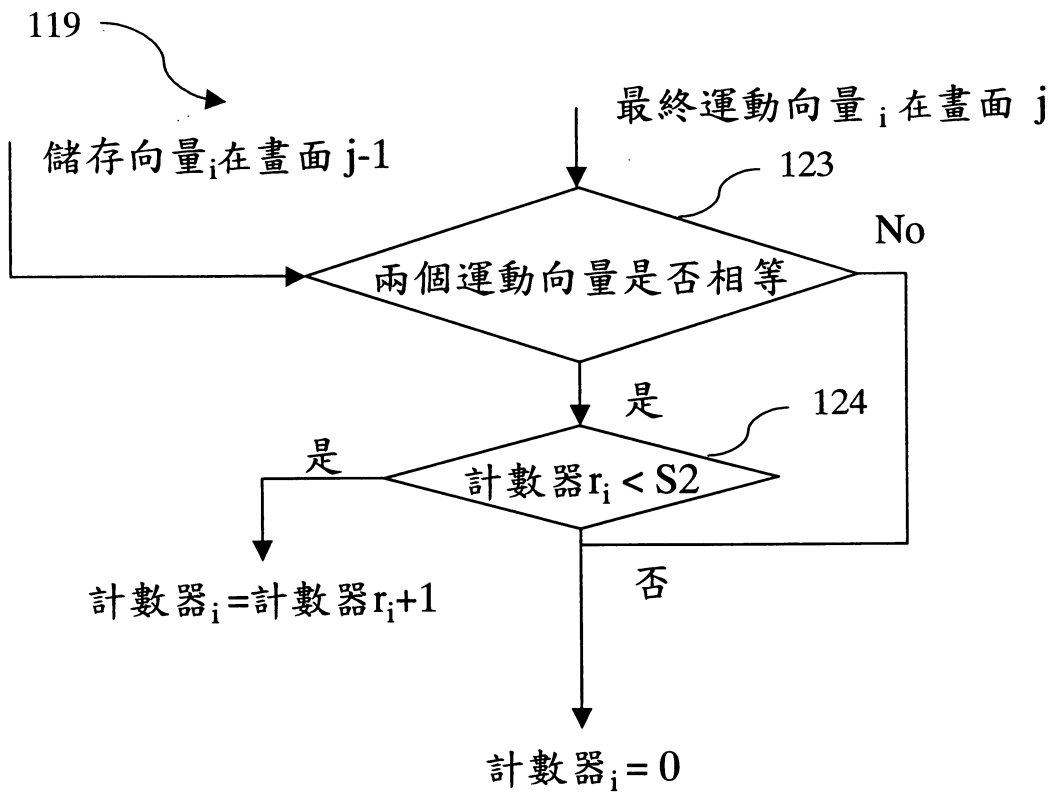 119
最終運動向量 i 在畫面 j
儲存向量i在畫面 j-1
123
No
兩個運動向量是否相等
是
124
是
計數器ri < S2
否
計數器i=計數器ri+1
計數器i = 0